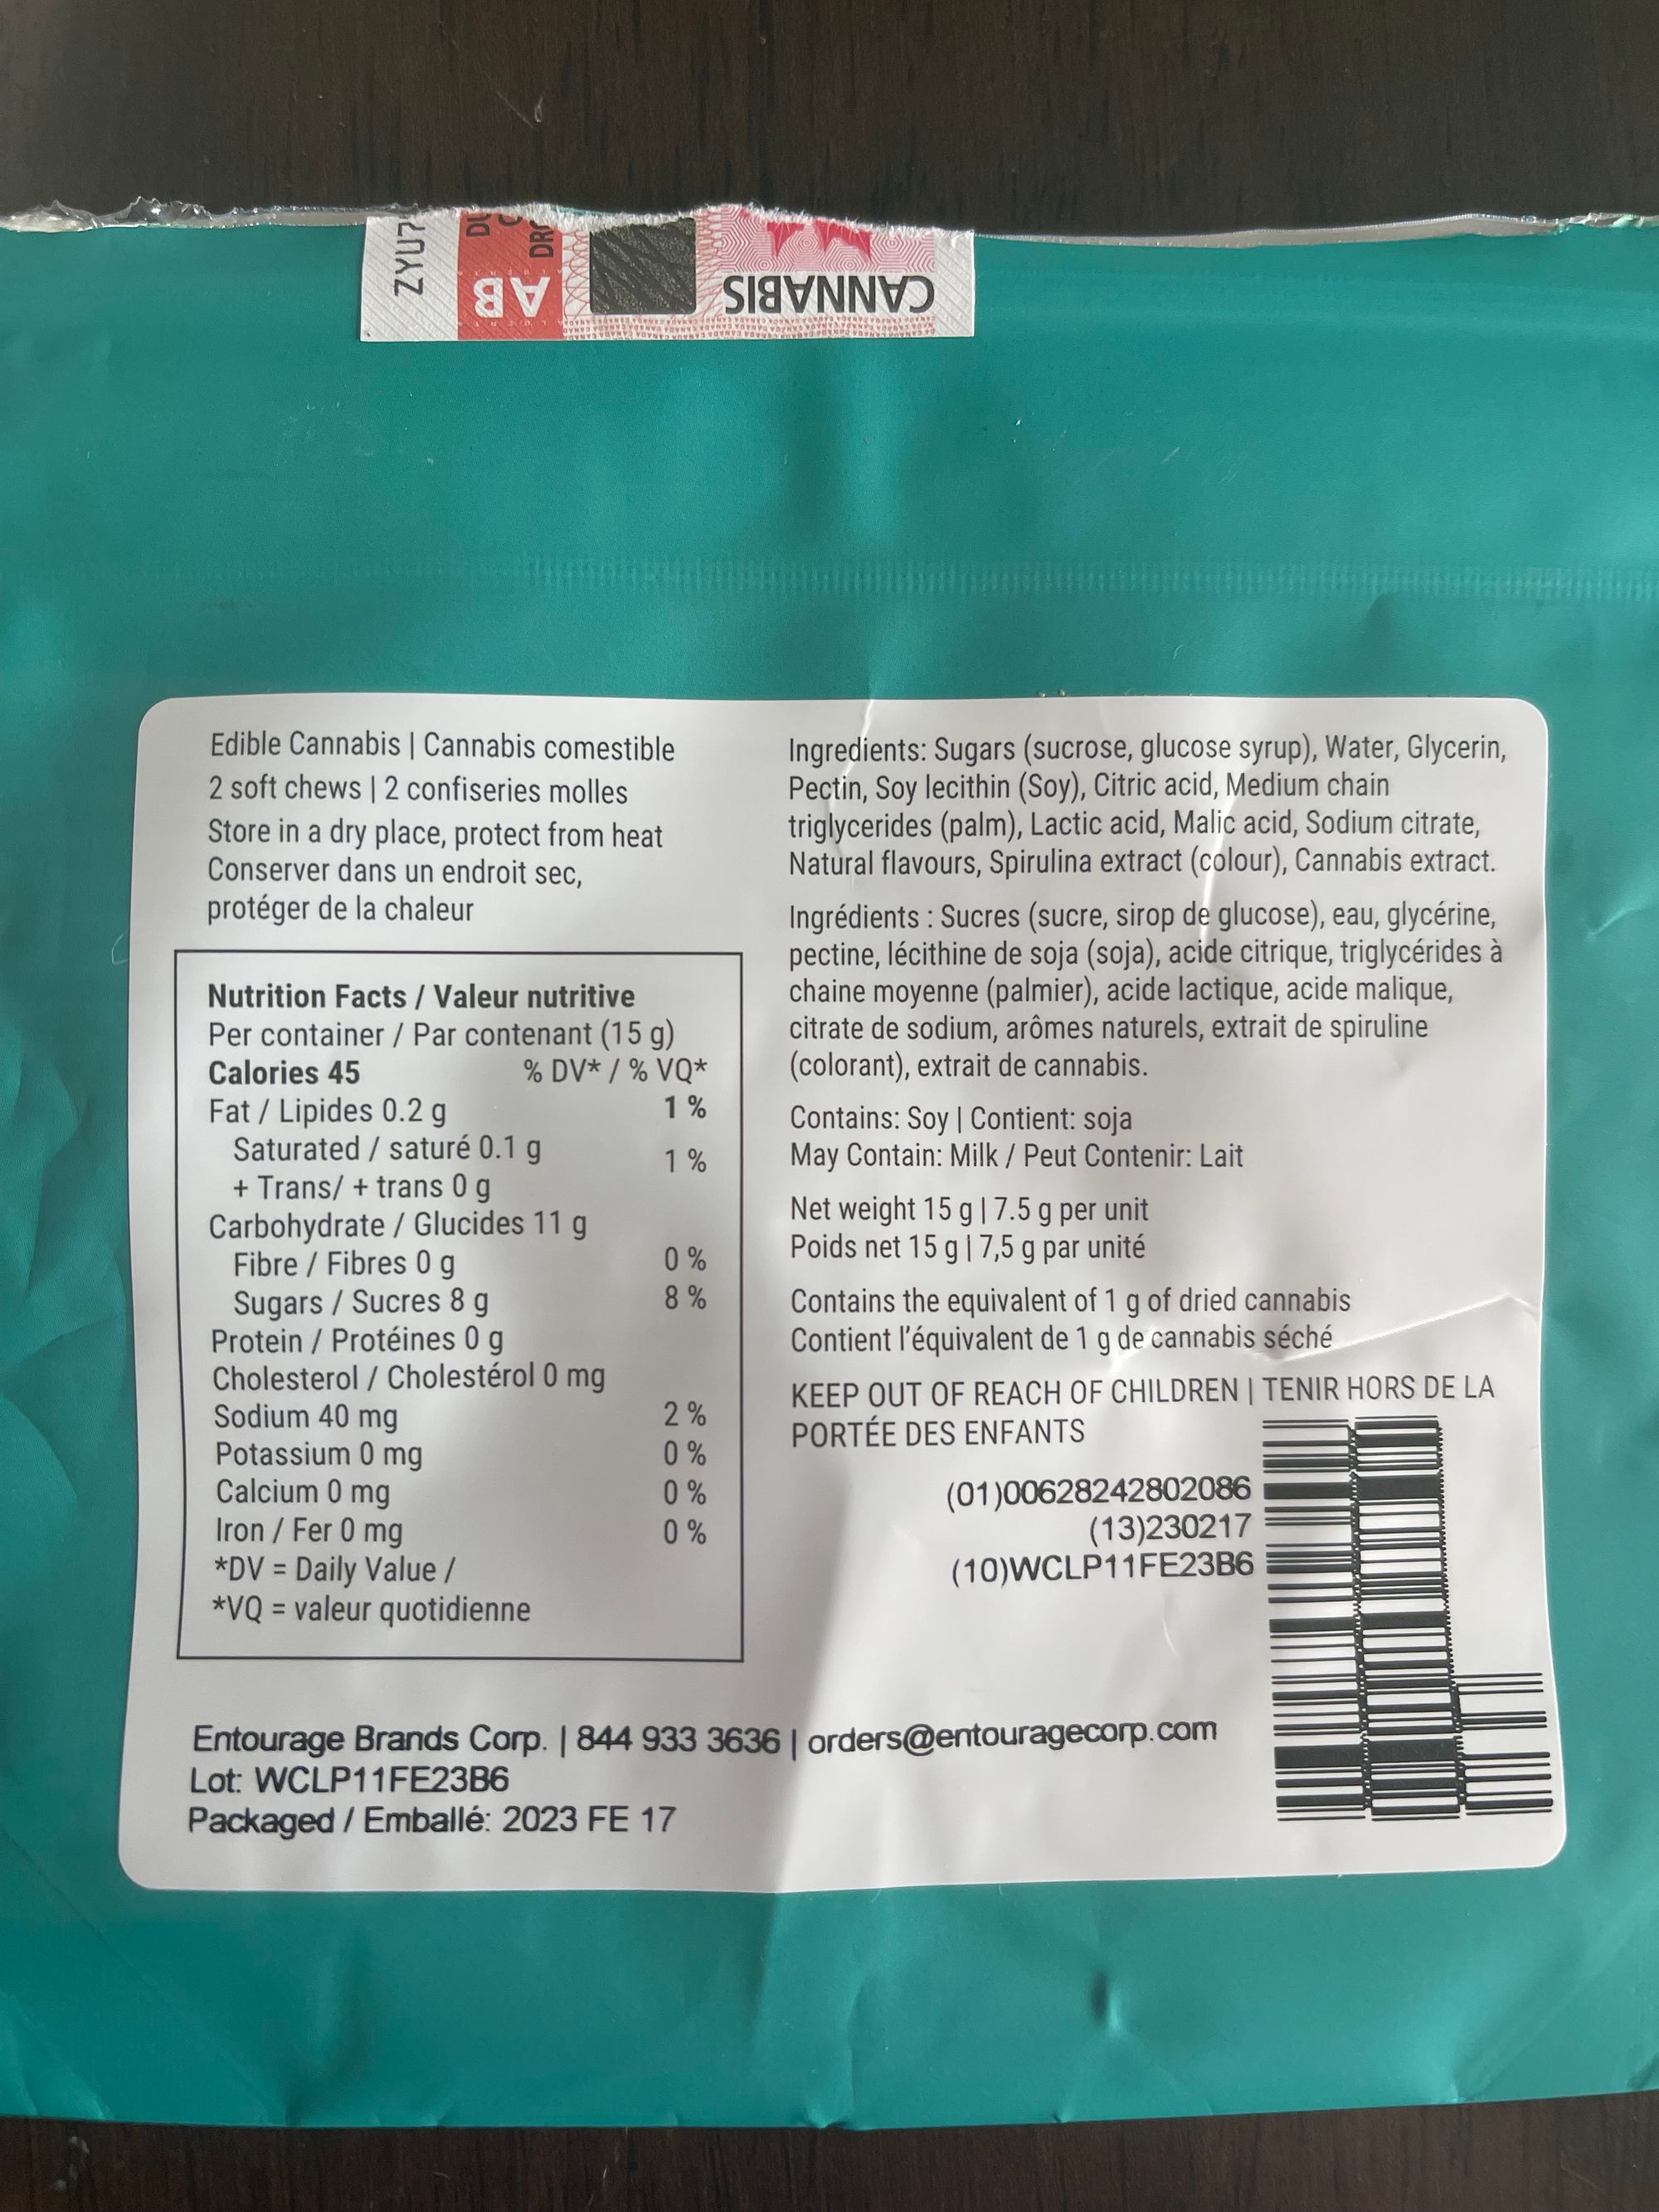 ZYU7
AB
CANNABIS
Edible Cannabis | Cannabis comestible
2 soft chews | 2 confiseries molles
Store in a dry place, protect from heat
Conserver dans un endroit sec,
protéger de la chaleur
Nutrition Facts / Valeur nutritive
Per container / Par contenant (15 g)
Calories 45 % DV* / % VQ*
Fat / Lipides 0.2 g 1 %
Saturated / saturé 0.1 g 1 %
+ Trans/ + trans 0 g
Carbohydrate / Glucides 11 g
Fibre / Fibres 0 g 0 %
Sugars / Sucres 8 g 8 %
Protein / Protéines 0 g
Cholesterol / Cholestérol 0 mg
Sodium 40 mg 2 %
Potassium 0 mg 0 %
Calcium 0 mg 0 %
Iron / Fer 0 mg 0 %
*DV = Daily Value /
*VQ = valeur quotidienne
Ingredients: Sugars (sucrose, glucose syrup), Water, Glycerin,
Pectin, Soy lecithin (Soy), Citric acid, Medium chain
triglycerides (palm), Lactic acid, Malic acid, Sodium citrate,
Natural flavours, Spirulina extract (colour), Cannabis extract.
Ingrédients : Sucres (sucre, sirop de glucose), eau, glycérine,
pectine, lécithine de soja (soja), acide citrique, triglycérides à
chaine moyenne (palmier), acide lactique, acide malique,
citrate de sodium, arômes naturels, extrait de spiruline
(colorant), extrait de cannabis.
Contains: Soy | Contient: soja
May Contain: Milk / Peut Contenir: Lait
Net weight 15 g | 7.5 g per unit
Poids net 15 g | 7,5 g par unité
Contains the equivalent of 1 g of dried cannabis
Contient l'équivalent de 1 g de cannabis séché
KEEP OUT OF REACH OF CHILDREN | TENIR HORS DE LA
PORTÉE DES ENFANTS
(01)00628242802086
(13)230217
(10)WCLP11FE23B6
Entourage Brands Corp. | 844 933 3636 | orders@entouragecorp.com
Lot: WCLP11FE23B6
Packaged / Emballé: 2023 FE 17